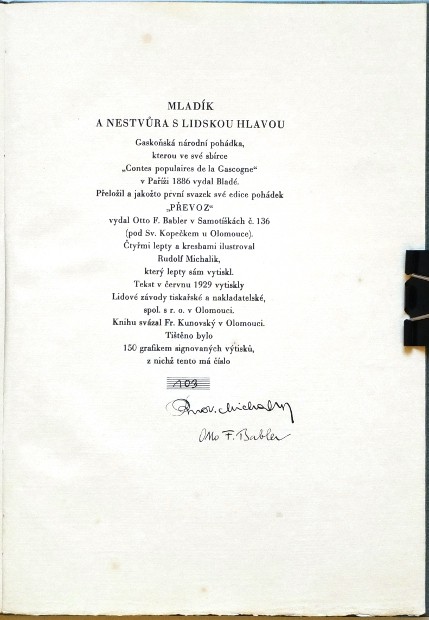 MLADÍK
A NESTVŮRA S LIDSKOU HLAVOU
Gaskoňská národní pohádka,
kterou ve své sbírce
„Contes populaires de la Gascogne“
v Paříži 1886 vydal Bladé.
Přeložil a jakožto první svazek své edice pohádek
„PŘEVOZ“
vydal Otto F. Babler v Samotíškách č. 136
(pod Sv. Kopečkem u Olomouce).
Čtyřmi lepty a kresbami ilustroval
Rudolf Michalik,
který lepty sám vytiskl.
Text v červnu 1929 vytiskly
Lidové závody tiskařské a nakladatelské,
spol. s r. o. v Olomouci.
Knihu svázal Fr. Kunovský v Olomouci.
Tištěno bylo
150 grafikem signovaných výtisků,
z nichž tento má číslo
103
Michalik
Otto F. Babler